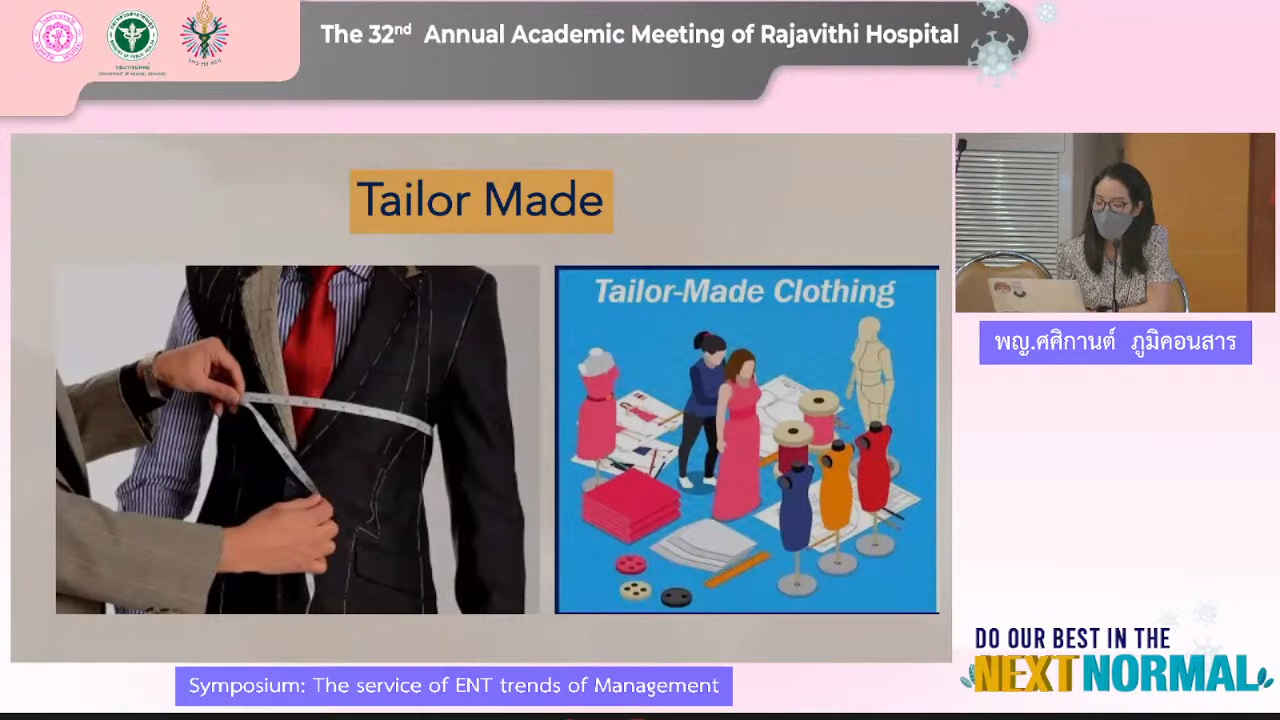 The 32nd Annual Academic Meeting of Rajavithi Hospital
Tailor Made
Tailor-Made Clothing
พญ.ศศิกานต์ ภูมิคอนสาร
Symposium: The service of ENT trends of Management
DO OUR BEST IN THE
NEXT NORMAL